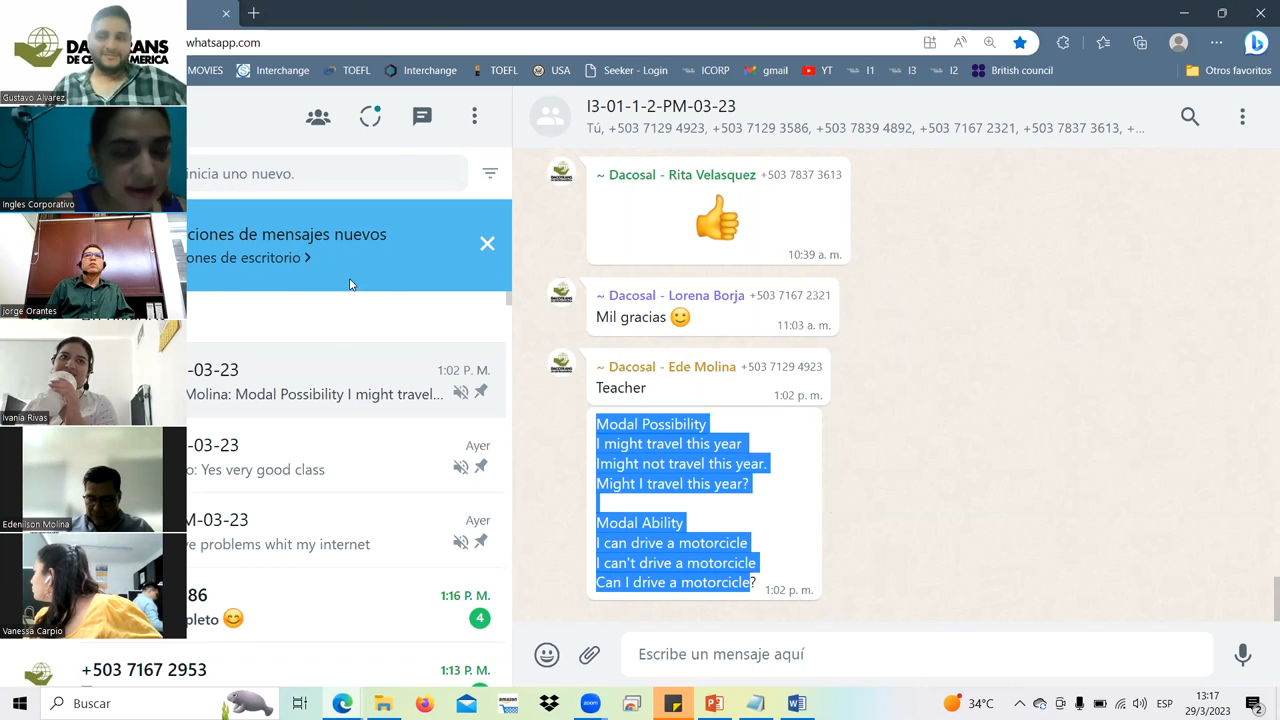 whatsapp.com
MOVIES
Interchange
TOEFL
Interchange
TOEFL
USA
Seeker - Login
ICORP
gmail
YT
I1
I3
I2
British council
Otros favoritos
Gustavo Alvarez
Ingles Corporativo
jorge Orantes
Ivania Rivas
Edenilson Molina
Vanessa Carpio
inicia uno nuevo.
ciones de mensajes nuevos
ones de escritorio >
-03-23
1:02 P. M.
Molina: Modal Possibility I might travel...
-03-23
Ayer
o: Yes very good class
M-03-23
Ayer
ve problems whit my internet
86
1:16 P. M.
pleto 😊
4
+503 7167 2953
1:13 P. M.
I3-01-1-2-PM-03-23
Tú, +503 7129 4923, +503 7129 3586, +503 7839 4892, +503 7167 2321, +503 7837 3613, +...
~ Dacosal - Rita Velasquez +503 7837 3613
👍
10:39 a. m.
~ Dacosal - Lorena Borja +503 7167 2321
Mil gracias 🙂
11:03 a. m.
~ Dacosal - Ede Molina +503 7129 4923
Teacher
1:02 p. m.
Modal Possibility
I might travel this year
Imight not travel this year.
Might I travel this year?
Modal Ability
I can drive a motorcicle
I can't drive a motorcicle
Can I drive a motorcicle?
1:02 p. m.
Escribe un mensaje aquí
Buscar
34°C
ESP
29/3/2023
2